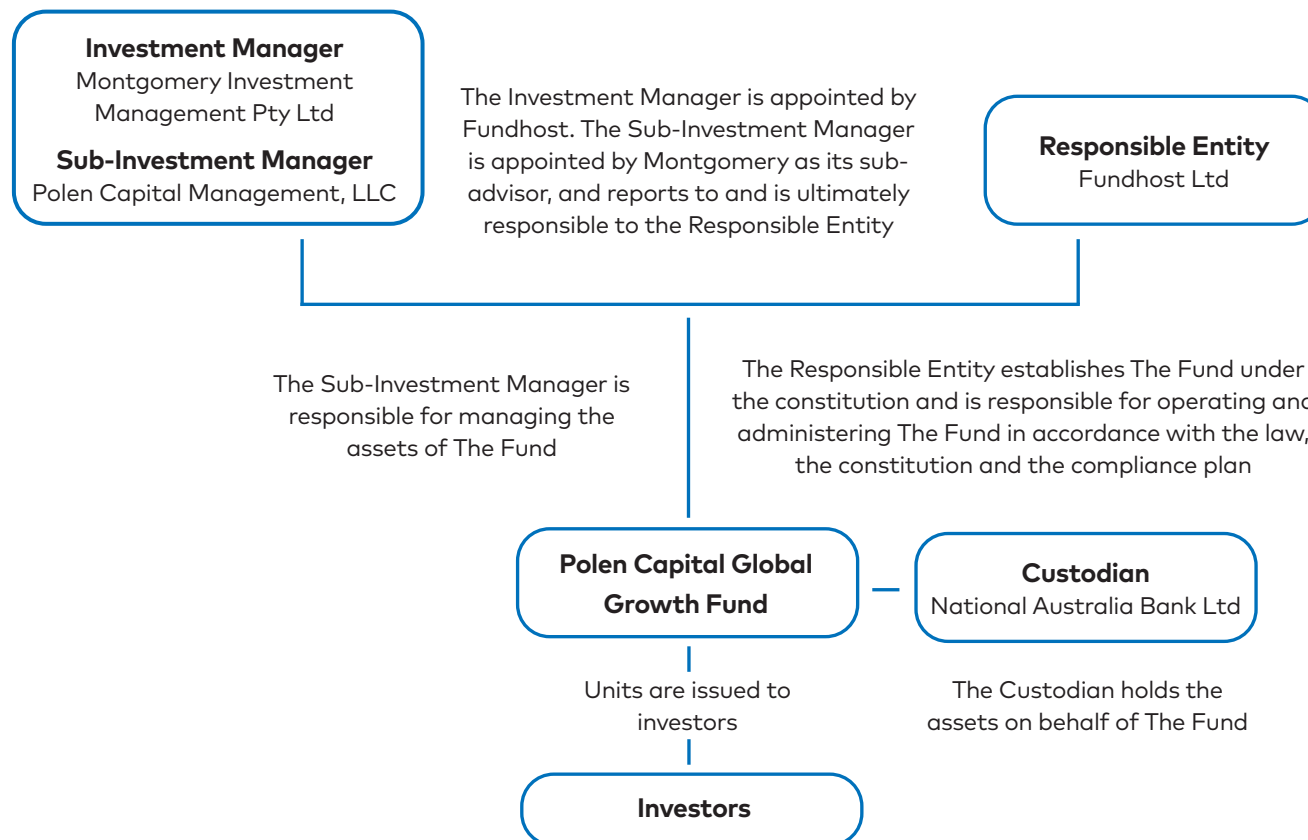 Investment Manager
Montgomery Investment
Management Pty Ltd
Sub-Investment Manager
Polen Capital Management, LLC
The Investment Manager is appointed by
Fundhost. The Sub-Investment Manager
is appointed by Montgomery as its sub-
advisor, and reports to and is ultimately
responsible to the Responsible Entity
Responsible Entity
Fundhost Ltd
The Sub-Investment Manager is
responsible for managing the
assets of The Fund
The Responsible Entity establishes The Fund under
the constitution and is responsible for operating and
administering The Fund in accordance with the law,
the constitution and the compliance plan
Polen Capital Global
Growth Fund
Custodian
National Australia Bank Ltd
Units are issued to
investors
The Custodian holds the
assets on behalf of The Fund
Investors